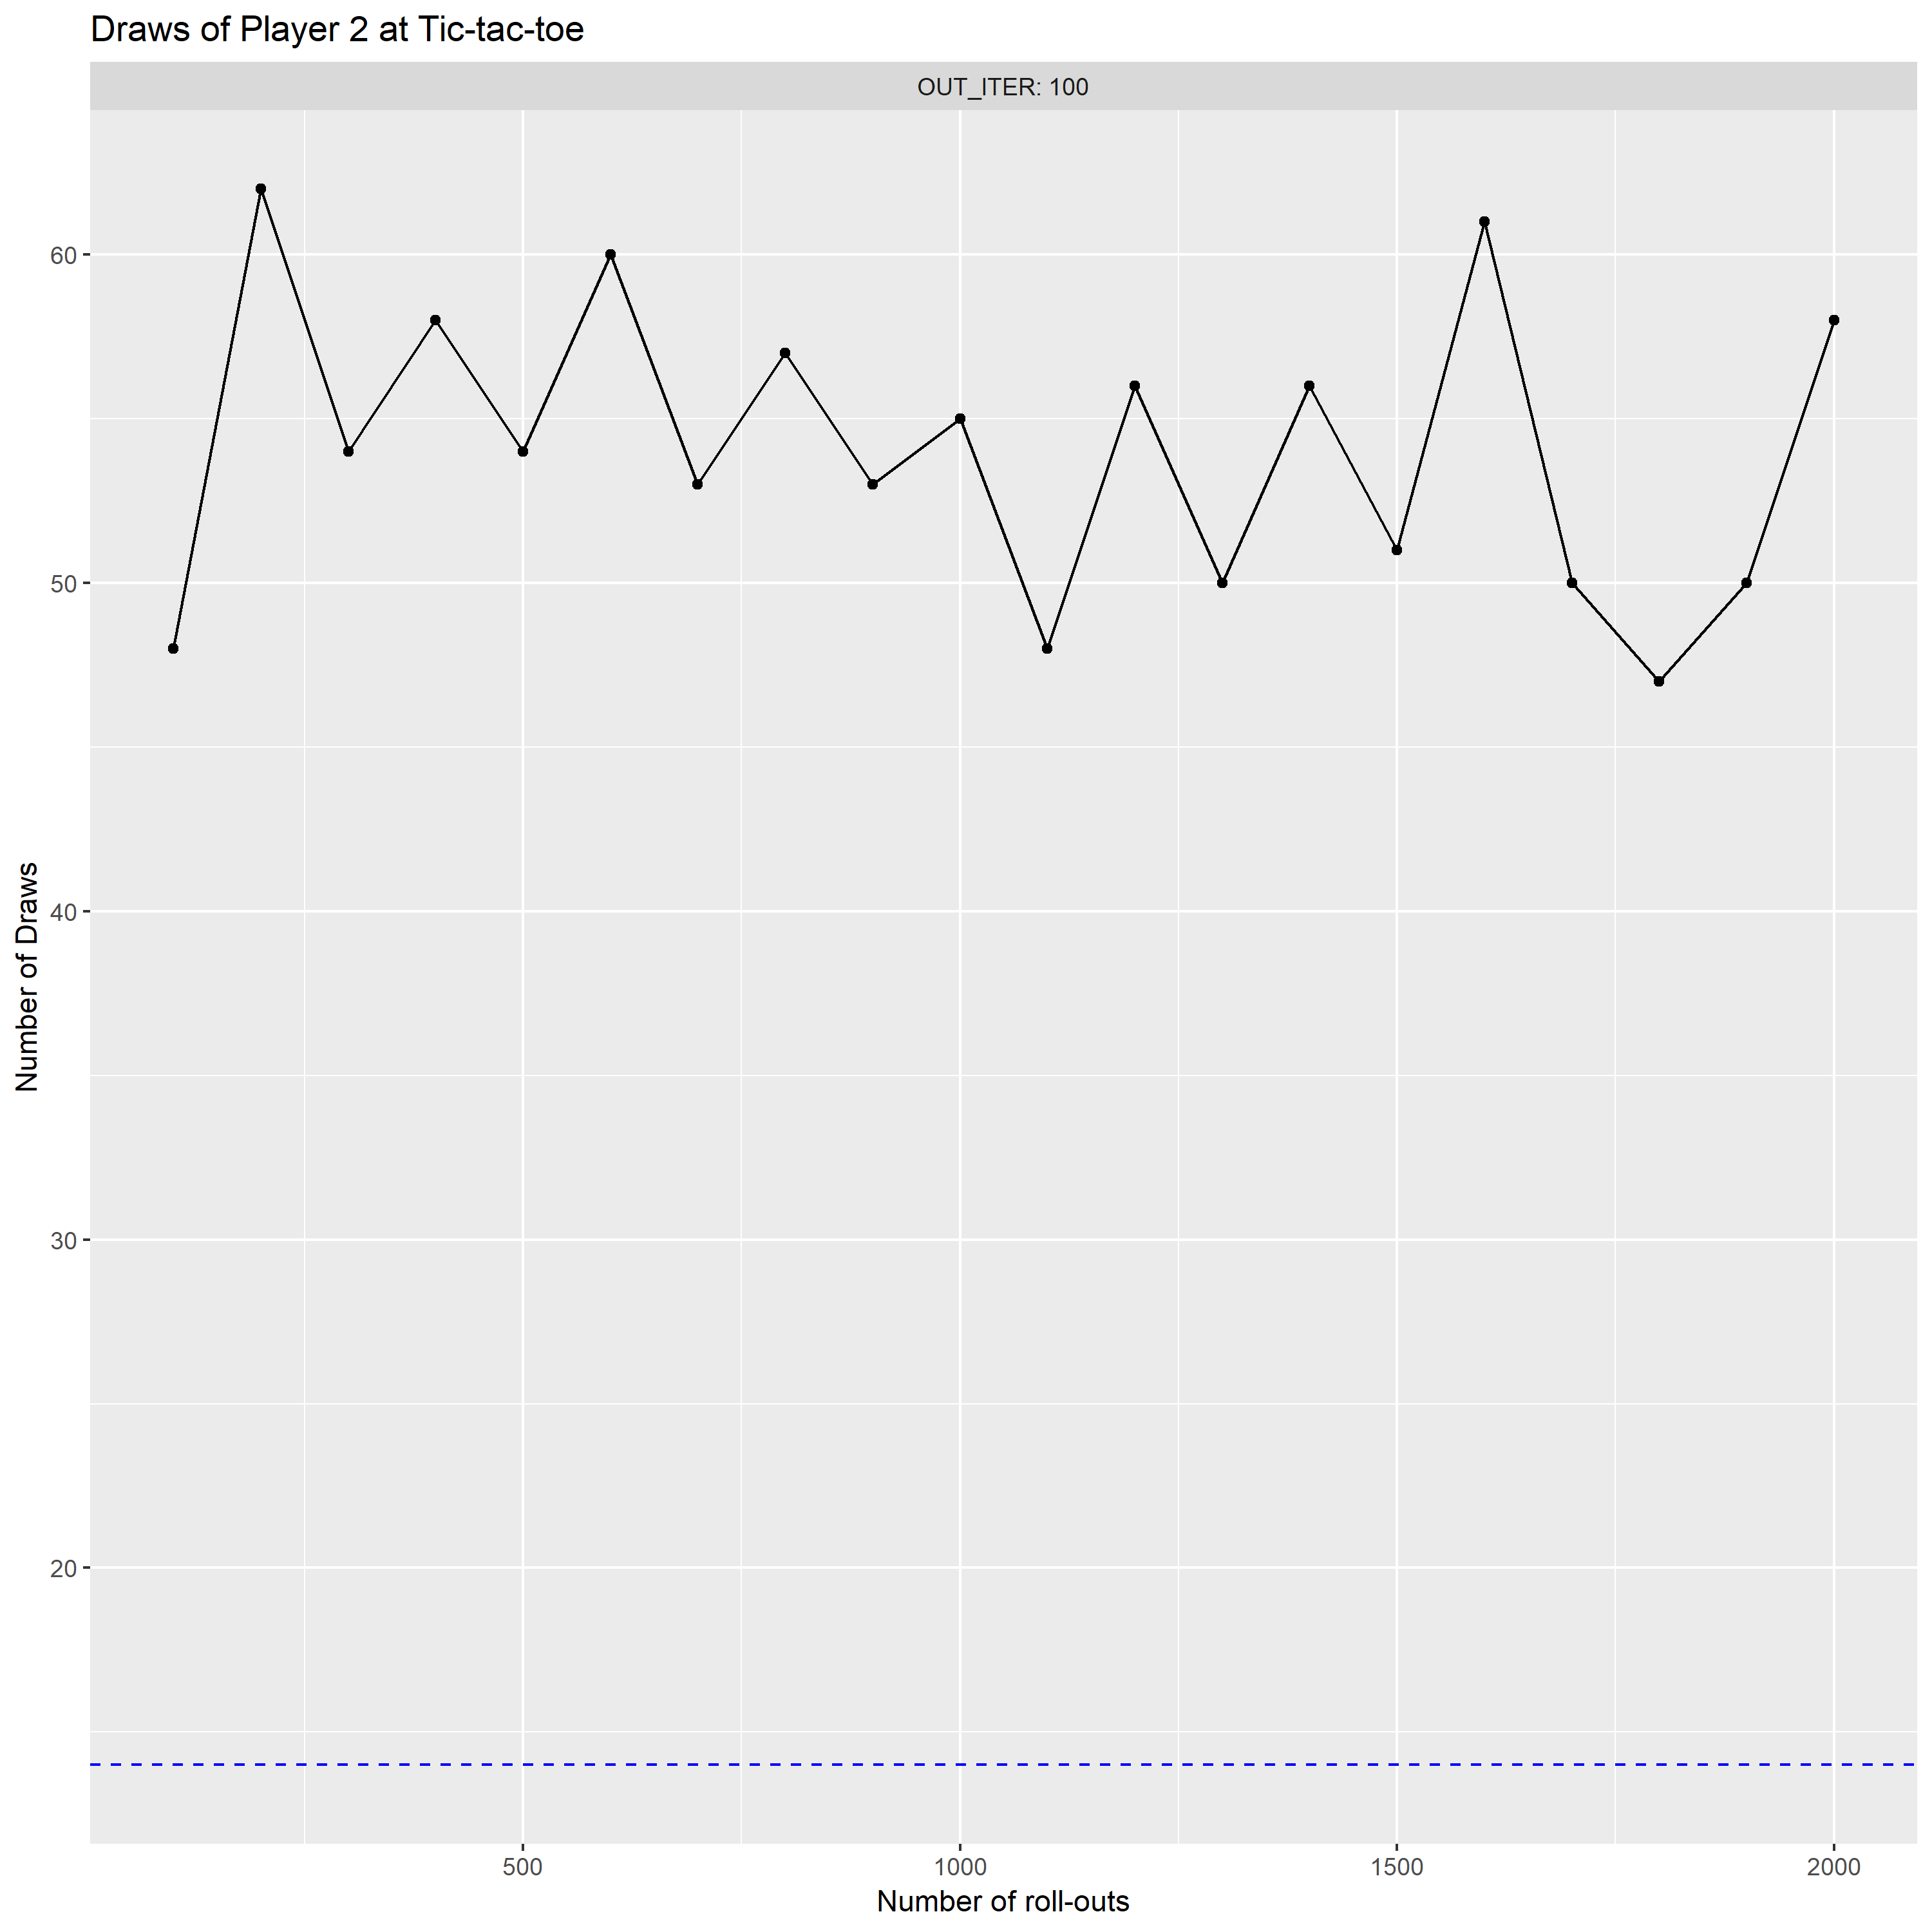 Draws of Player 2 at Tic-tac-toe
OUT_ITER: 100
60
50
40
30
20
Number of Draws
500 1000 1500 2000
Number of roll-outs